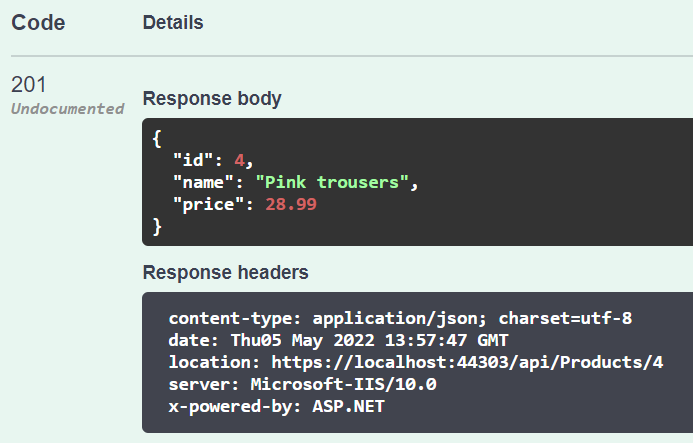 Code Details
201
Undocumented
Response body
{
  "id": 4,
  "name": "Pink trousers",
  "price": 28.99
}
Response headers
content-type: application/json; charset=utf-8
date: Thu05 May 2022 13:57:47 GMT
location: https://localhost:44303/api/Products/4
server: Microsoft-IIS/10.0
x-powered-by: ASP.NET